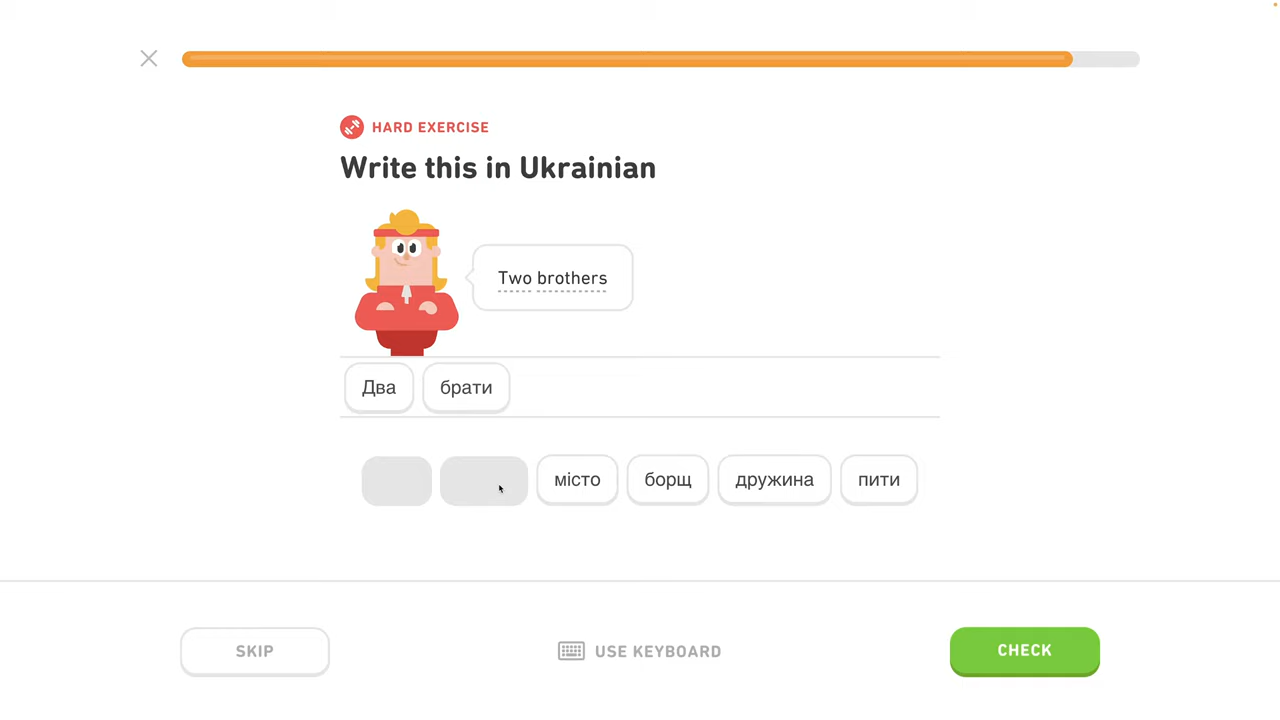 HARD EXERCISE
Write this in Ukrainian
Two brothers
Два брати
місто борщ дружина пити
SKIP USE KEYBOARD CHECK